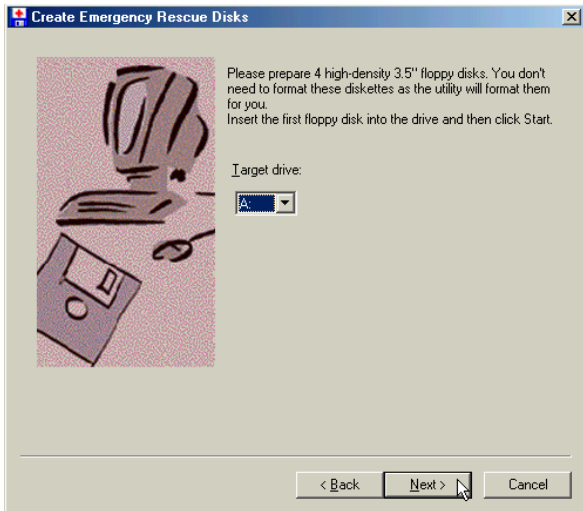 Create Emergency Rescue Disks
Please prepare 4 high-density 3.5" floppy disks. You don't
need to format these diskettes as the utility will format them
for you.
Insert the first floppy disk into the drive and then click Start.
Target drive:
A:
< Back Next > Cancel